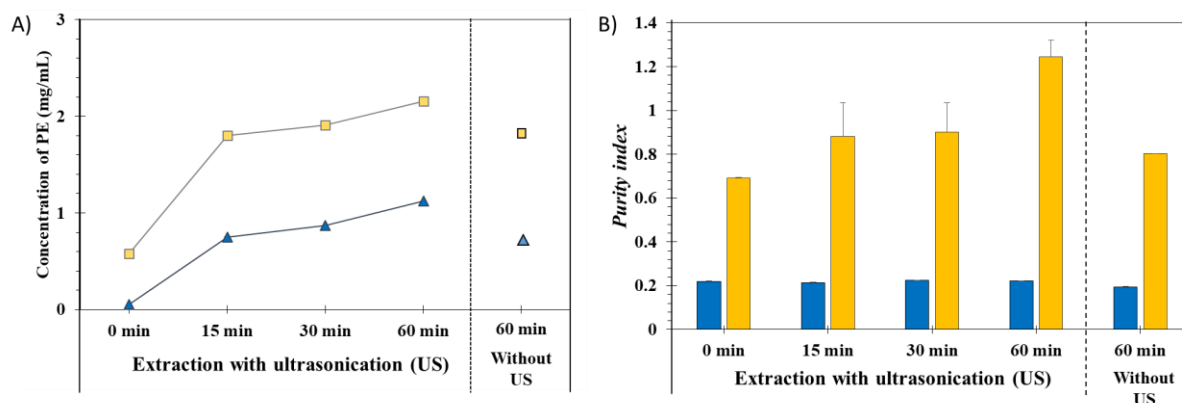 A)
Concentration of PE (mg/mL)
3
2
1
0
0 min 15 min 30 min 60 min 60 min
Extraction with ultrasonication (US) Without
US
B)
Purity index
1.4
1.2
1
0.8
0.6
0.4
0.2
0
0 min 15 min 30 min 60 min 60 min
Extraction with ultrasonication (US) Without
US